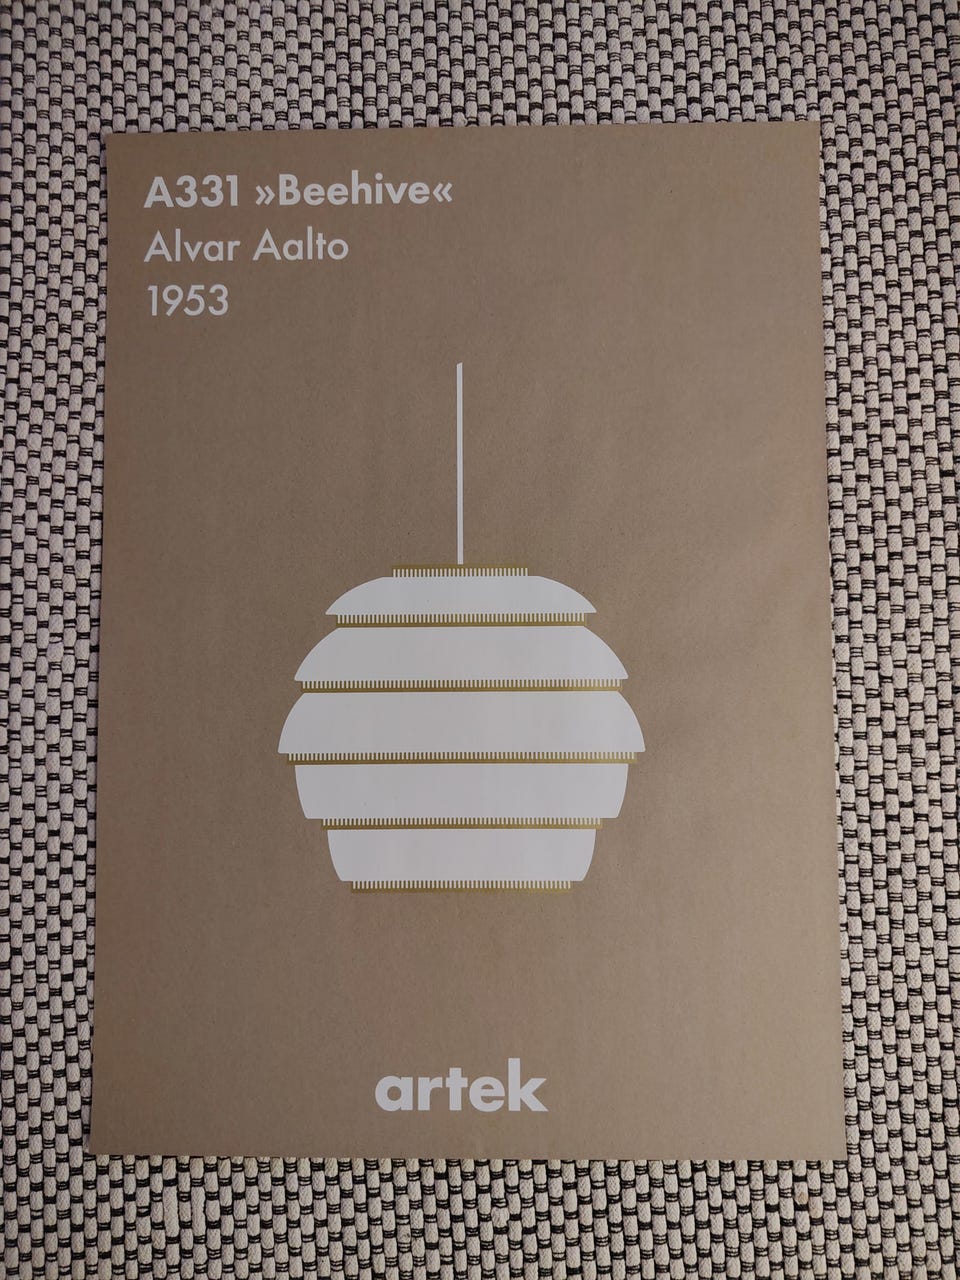 A331 »Beehive«
Alvar Aalto
1953
artek